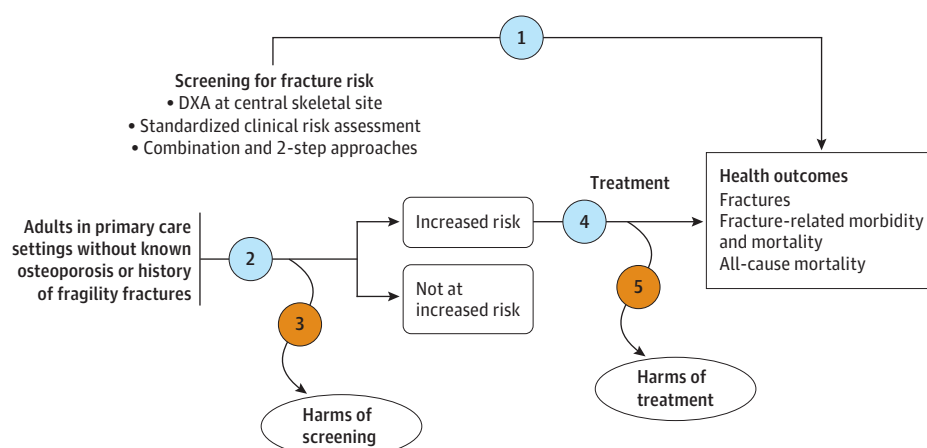 1
Screening for fracture risk
• DXA at central skeletal site
• Standardized clinical risk assessment
• Combination and 2-step approaches
Adults in primary care
settings without known
osteoporosis or history
of fragility fractures
2
3
Harms of
screening
Increased risk
Not at
increased risk
Treatment
4
5
Harms of
treatment
Health outcomes
Fractures
Fracture-related morbidity
and mortality
All-cause mortality